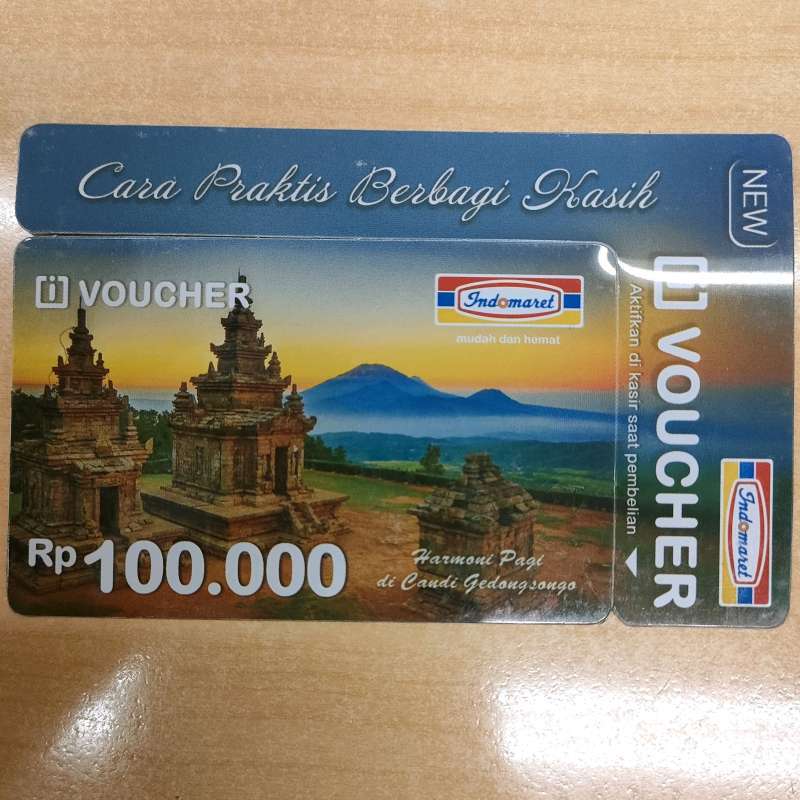 Cara Praktis Berbagi Kasih
NEW
[i] VOUCHER
Indomaret
mudah dan hemat
Rp 100.000
Harmoni Pagi
di Candi Gedongsongo
[i] VOUCHER
Aktifkan di kasir saat pembelian
Indomaret